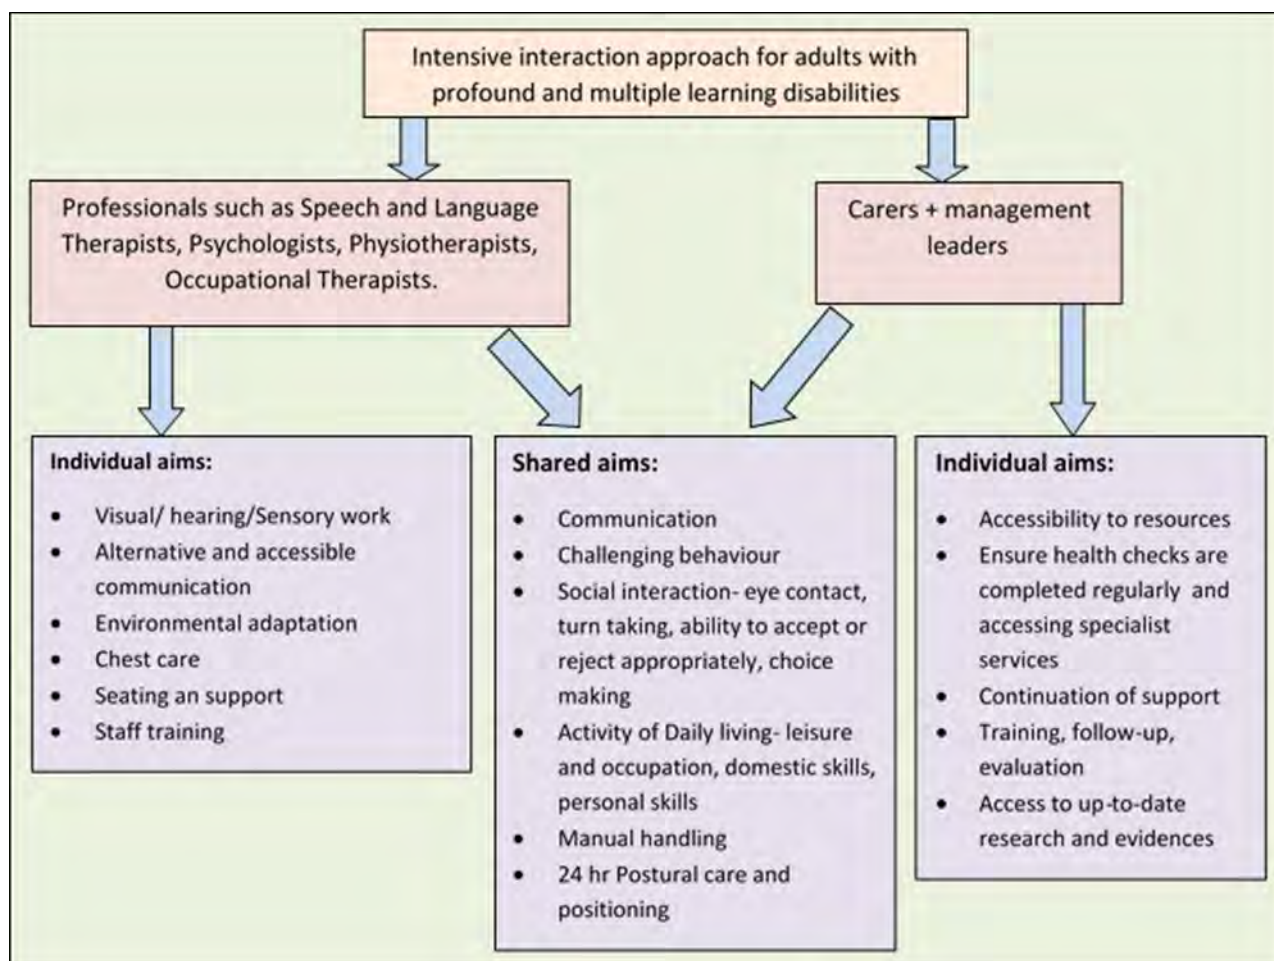 Intensive interaction approach for adults with
profound and multiple learning disabilities
Professionals such as Speech and Language
Therapists, Psychologists, Physiotherapists,
Occupational Therapists.
Carers + management
leaders
Individual aims:
• Visual/ hearing/Sensory work
• Alternative and accessible
communication
• Environmental adaptation
• Chest care
• Seating an support
• Staff training
Shared aims:
• Communication
• Challenging behaviour
• Social interaction- eye contact,
turn taking, ability to accept or
reject appropriately, choice
making
• Activity of Daily living- leisure
and occupation, domestic skills,
personal skills
• Manual handling
• 24 hr Postural care and
positioning
Individual aims:
• Accessibility to resources
• Ensure health checks are
completed regularly and
accessing specialist
services
• Continuation of support
• Training, follow-up,
evaluation
• Access to up-to-date
research and evidences